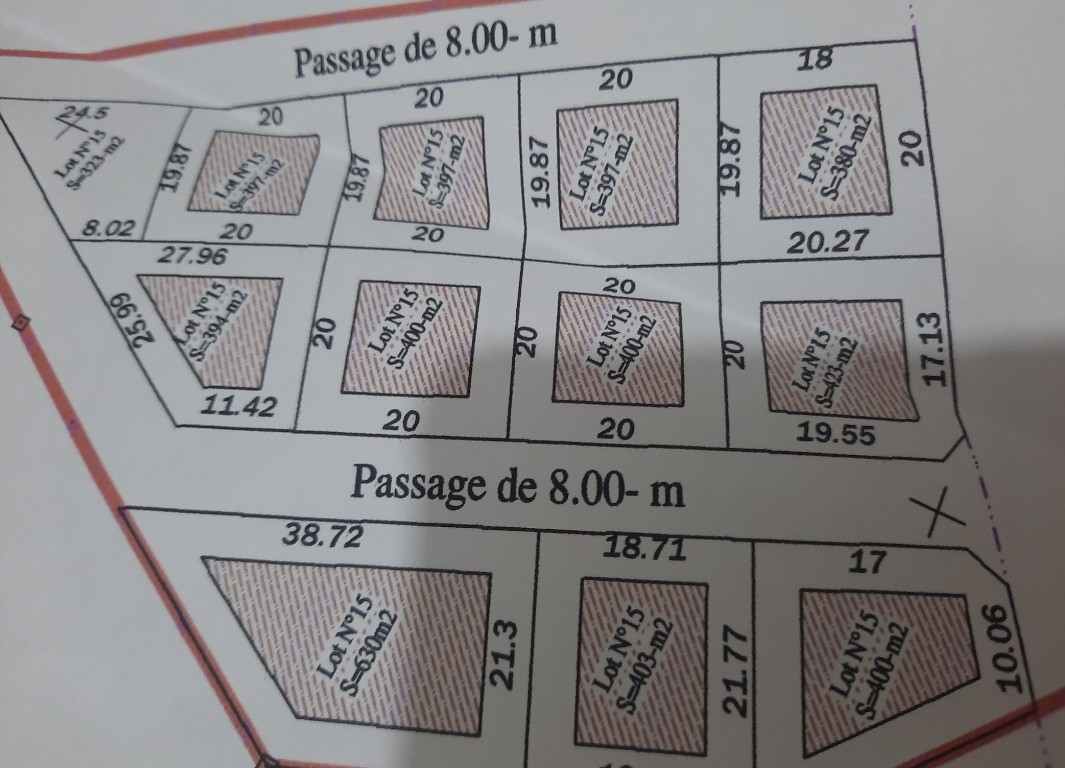 Passage de 8.00- m
24.5
20
20
20
18
Lot N°15
S=323-m2
19.87
Lot N°15
S=397-m2
19.87
Lot N°15
S=397-m2
19.87
Lot N°15
S=397-m2
19.87
Lot N°15
S=380-m2
20
8.02
20
20
20.27
27.96
20
25.99
Lot N°15
S=394-m2
20
Lot N°15
S=400-m2
20
Lot N°15
S=400-m2
20
Lot N°15
S=423-m2
17.13
11.42
20
20
19.55
Passage de 8.00- m
38.72
18.71
17
Lot N°15
S=630m2
21.3
Lot N°15
S=403-m2
21.77
Lot N°15
S=400-m2
10.06